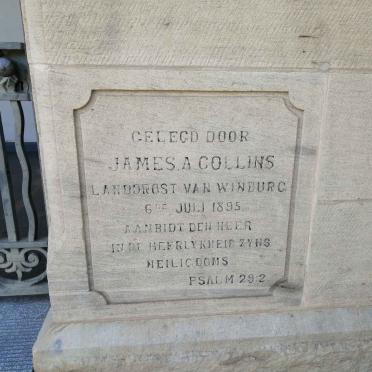 GELEGD DOOR
JAMES. A. COLLINS
LANDDROST VAN WINBURG
6DE JULI 1895
AANBIDT DEN HEER
IN DE HEERLYKHEID ZYNS
HEILIGDOMS
PSALM 29.2